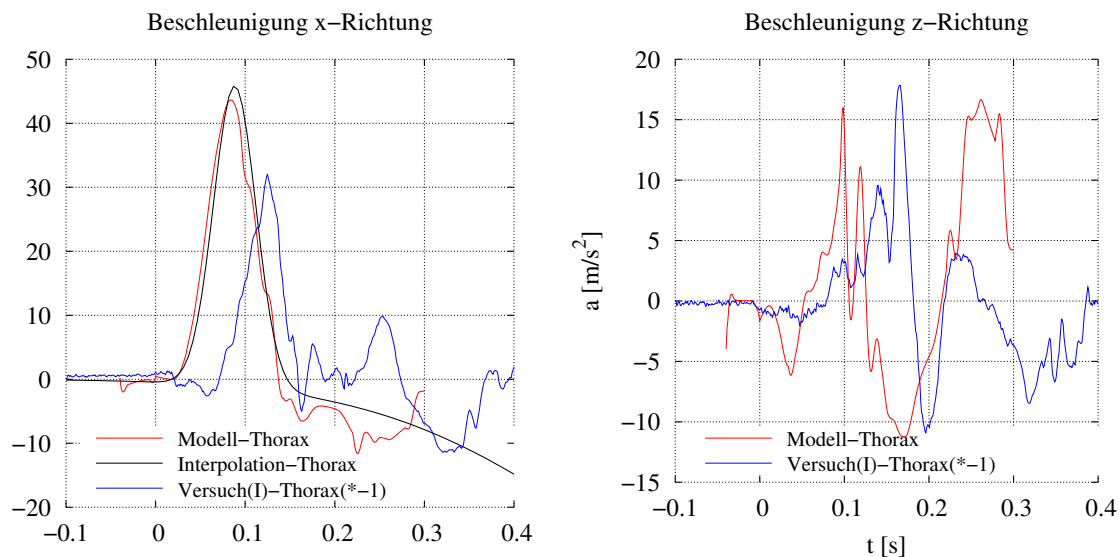 Beschleunigung x−Richtung
50
40
30
20
10
0
−10
−20
−0.1 0 0.1 0.2 0.3 0.4
Modell−Thorax
Interpolation−Thorax
Versuch(I)−Thorax(*−1)
Beschleunigung z−Richtung
20
15
10
5
0
−5
−10
−15
a [m/s²]
−0.1 0 0.1 0.2 0.3 0.4
t [s]
Modell−Thorax
Versuch(I)−Thorax(*−1)